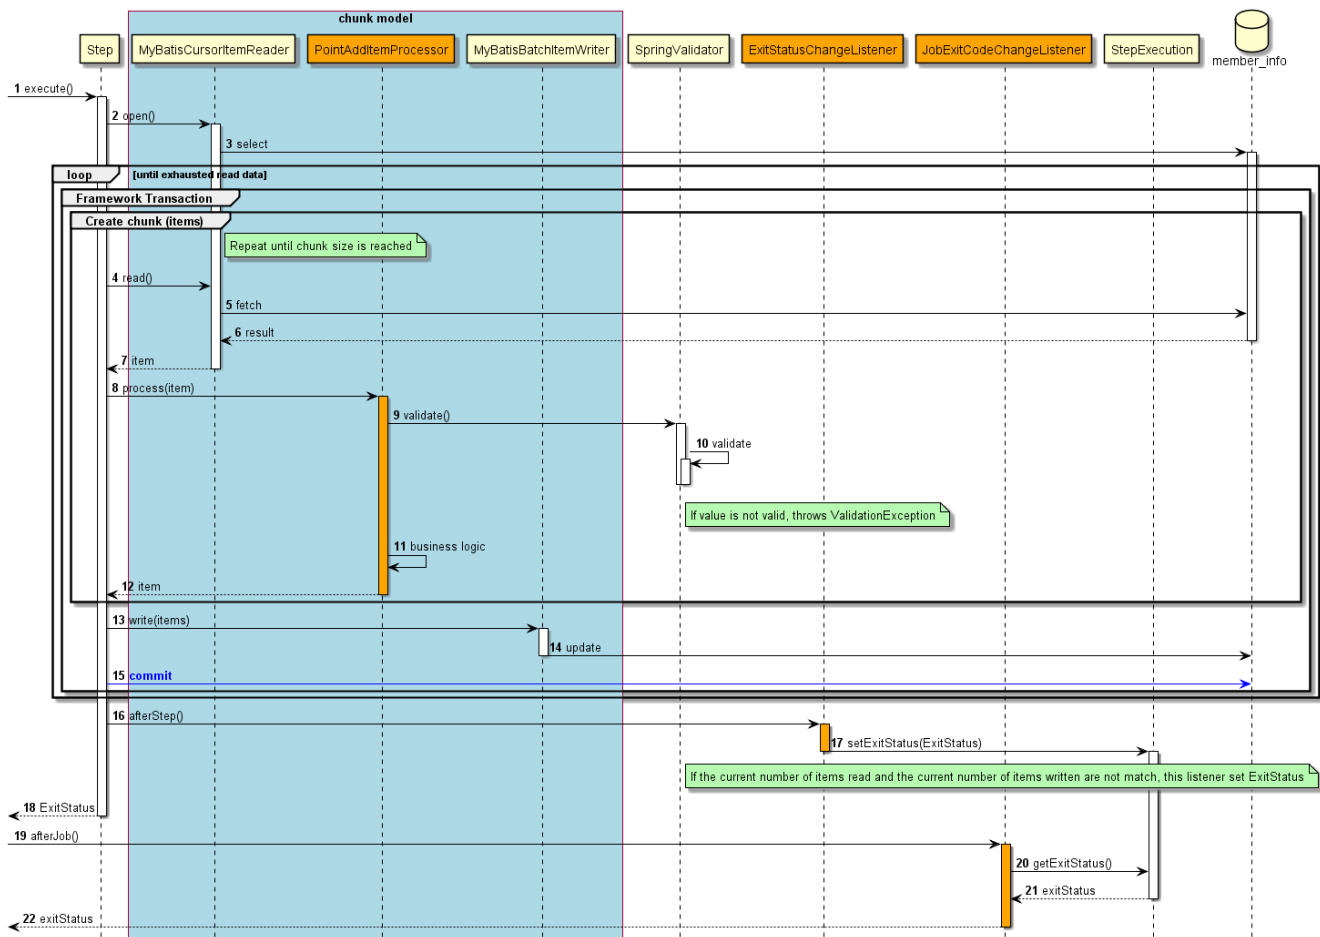 chunk model
Step
MyBatisCursorItemReader
PointAddItemProcessor
MyBatisBatchItemWriter
SpringValidator
ExitStatusChangeListener
JobExitCodeChangeListener
StepExecution
member_info
1 execute()
2 open()
3 select
loop [until exhausted read data]
Framework Transaction
Create chunk (items)
Repeat until chunk size is reached
4 read()
5 fetch
6 result
7 item
8 process(item)
9 validate()
10 validate
If value is not valid, throws ValidationException
11 business logic
12 item
13 write(items)
14 update
15 commit
16 afterStep()
17 setExitStatus(ExitStatus)
If the current number of items read and the current number of items written are not match, this listener set ExitStatus
18 ExitStatus
19 afterJob()
20 getExitStatus()
21 exitStatus
22 exitStatus